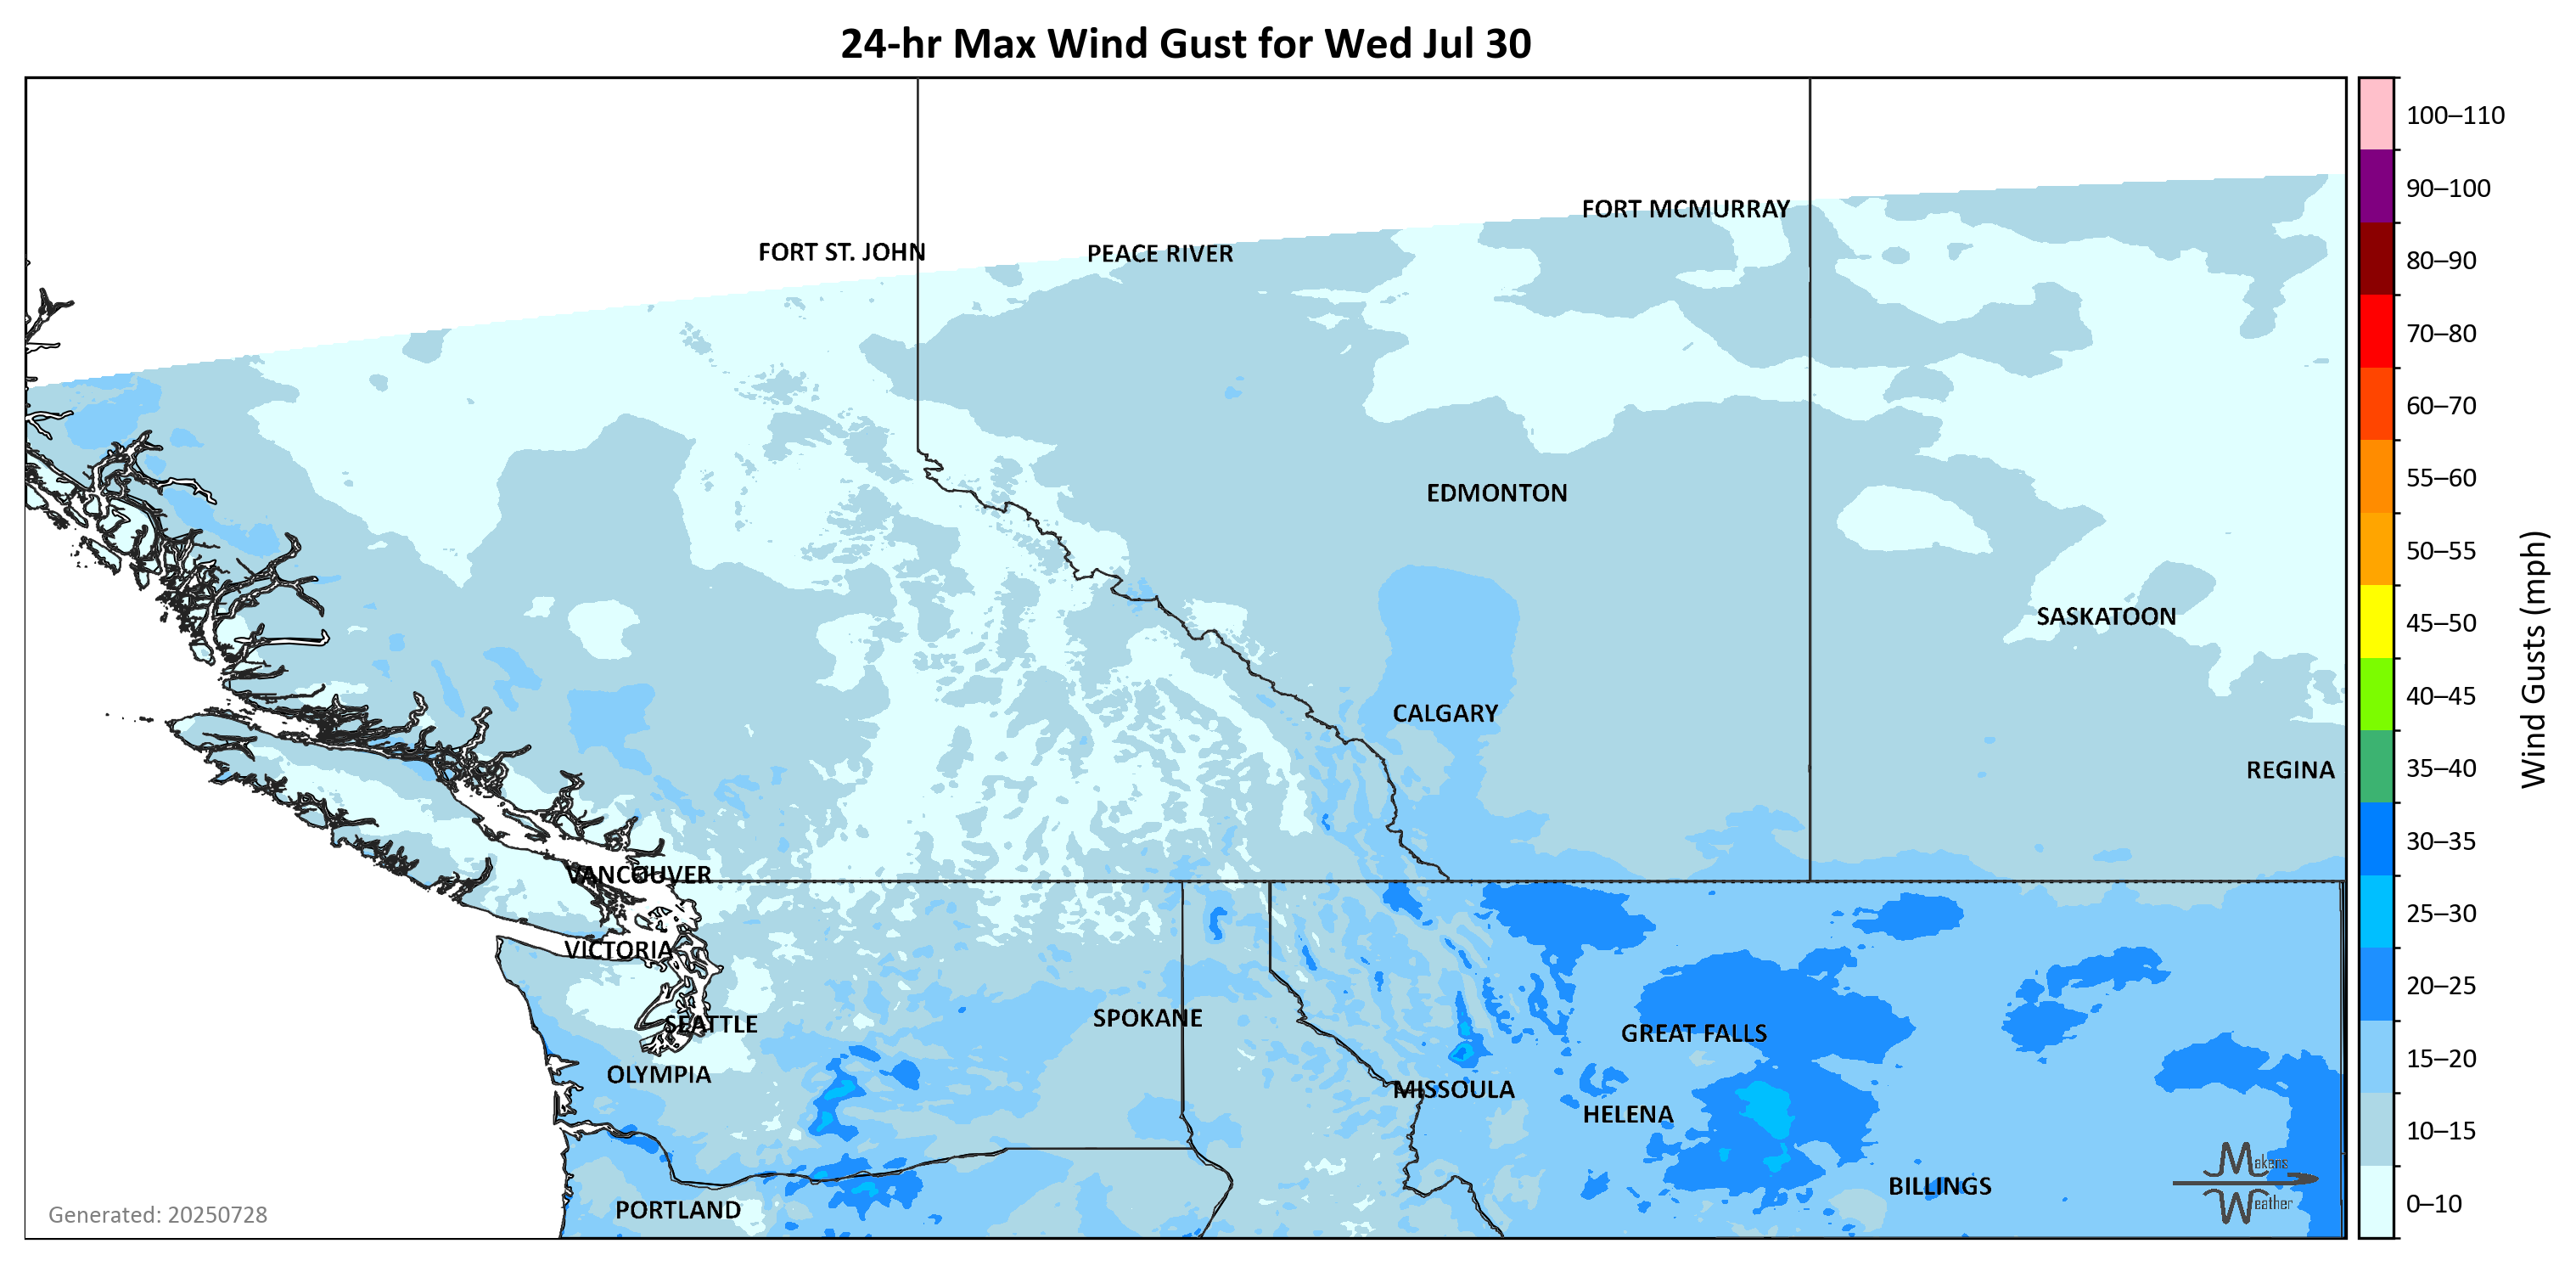 24-hr Max Wind Gust for Wed Jul 30
100–110
FORT MCMURRAY
90–100
FORT ST. JOHN
PEACE RIVER
80–90
70–80
60–70
EDMONTON
55–60
50–55
SASKATOON
45–50
CALGARY
40–45
REGINA
35–40
Wind Gusts (mph)
30–35
VANCOUVER
25–30
VICTORIA
20–25
SEATTLE
SPOKANE
GREAT FALLS
15–20
OLYMPIA
MISSOULA
HELENA
10–15
Makens
Weather
BILLINGS
0–10
PORTLAND
Generated: 20250728